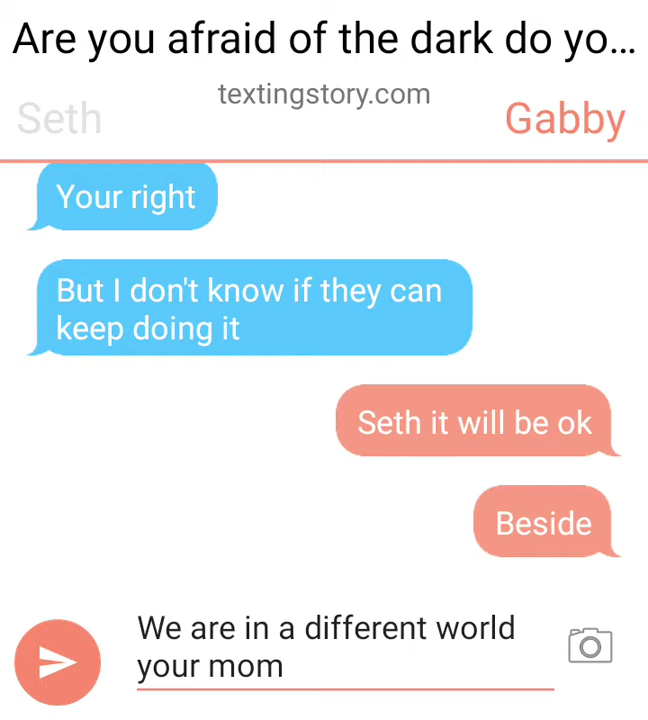 Are you afraid of the dark do yo...
textingstory.com
Seth
Gabby
Your right
But I don't know if they can
keep doing it
Seth it will be ok
Beside
We are in a different world
your mom